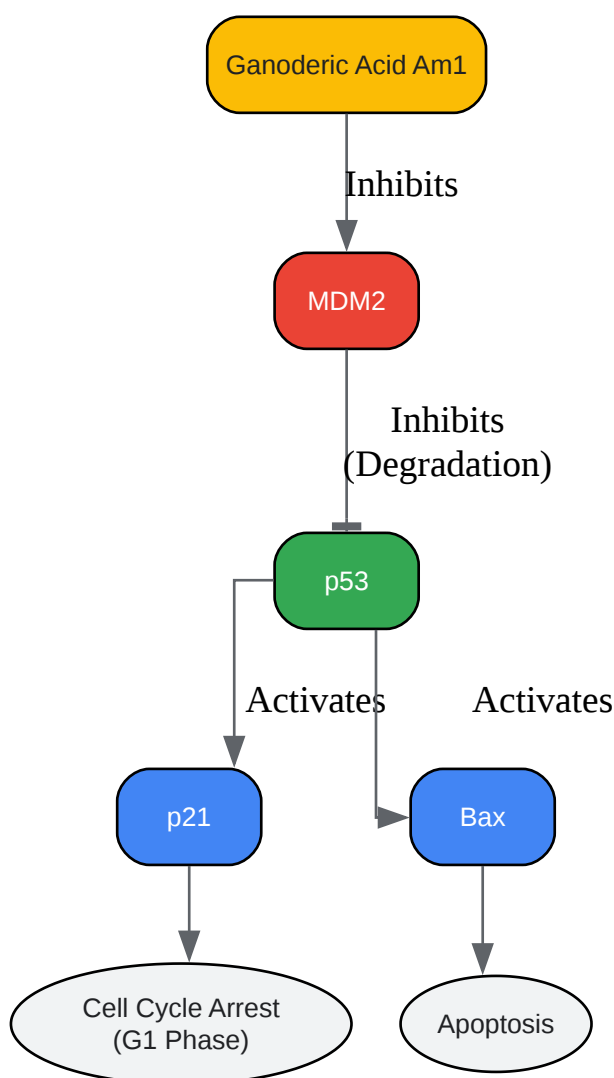 Ganoderic Acid Am1
Inhibits
MDM2
Inhibits
(Degradation)
p53
Activates
Activates
p21
Bax
Cell Cycle Arrest
(G1 Phase)
Apoptosis